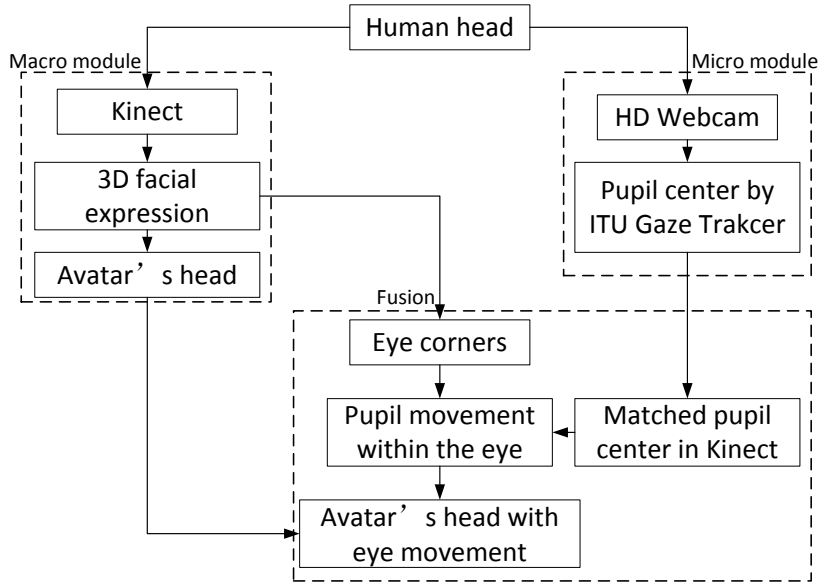 Human head
Macro module
Micro module
Kinect
HD Webcam
3D facial
expression
Pupil center by
ITU Gaze Trakcer
Avatar’s head
Fusion
Eye corners
Pupil movement
within the eye
Matched pupil
center in Kinect
Avatar’s head with
eye movement